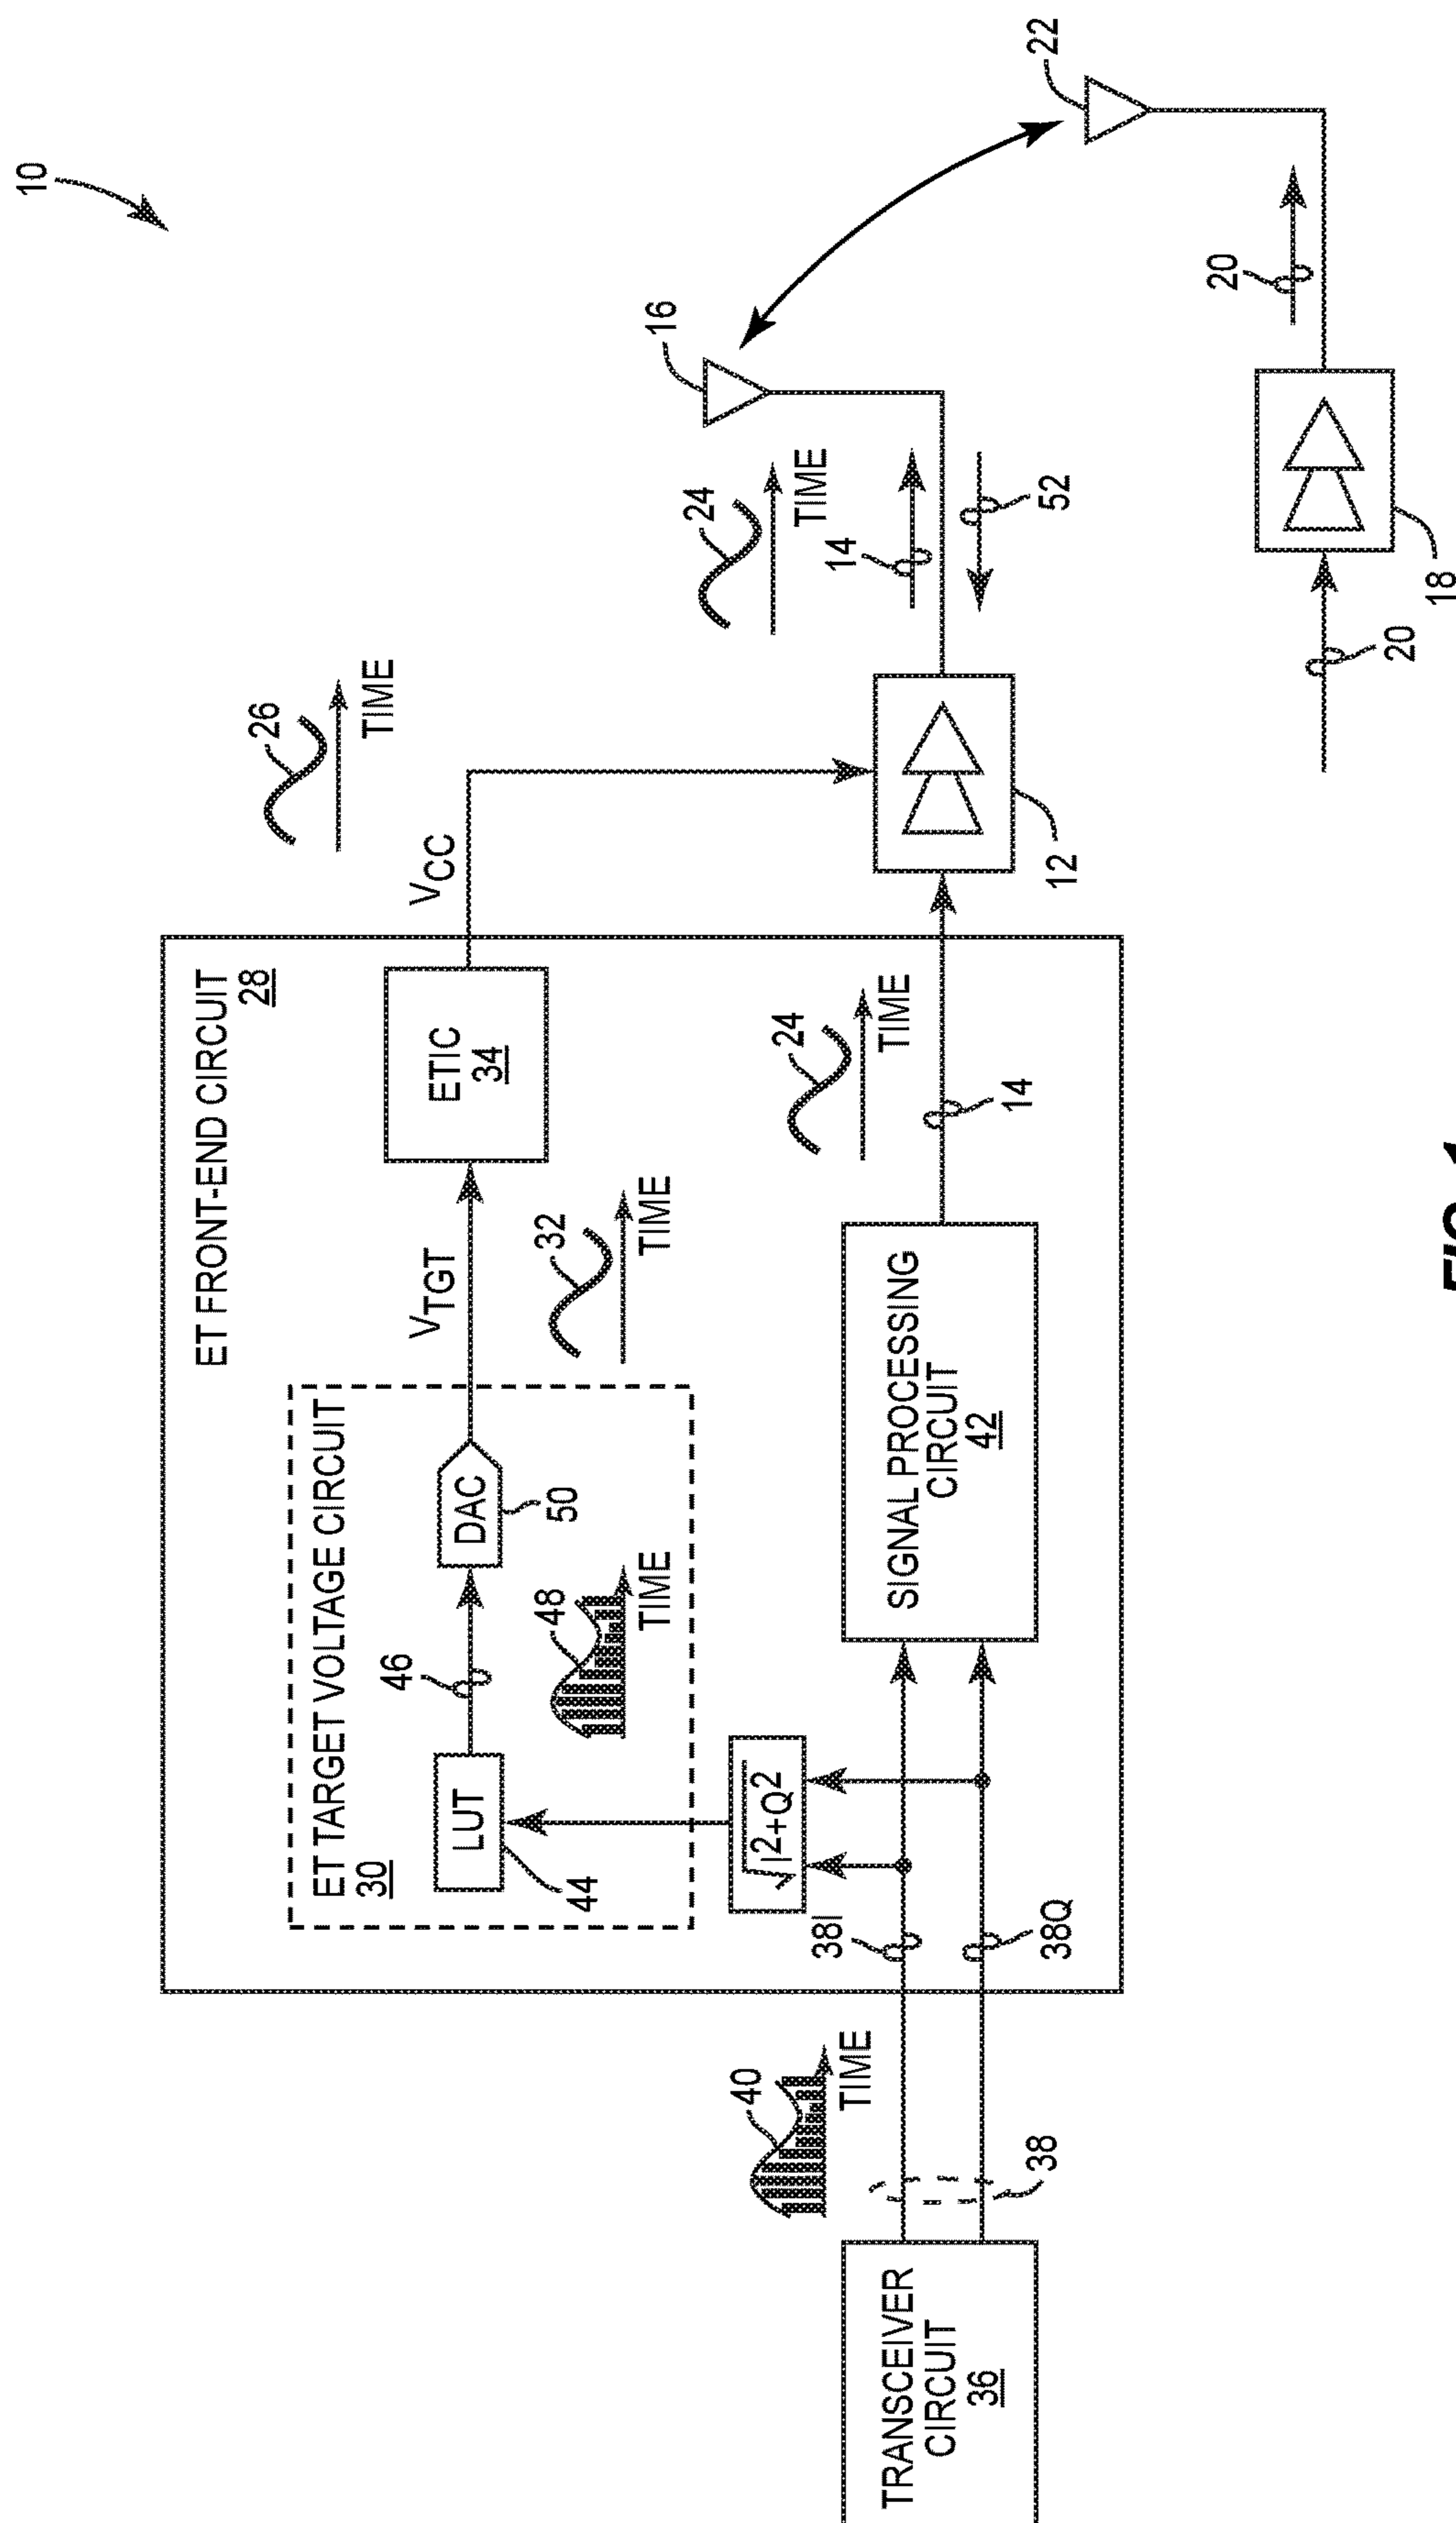 10
ET FRONT-END CIRCUIT
28
26
TIME
ET TARGET VOLTAGE CIRCUIT
30
VTGT
VCC
ETIC
34
LUT
46
DAC
44
50
48
TIME
32
TIME
16
22
40
TIME
√I²+Q²
24
TIME
24
TIME
38I
38Q
38
14
14
52
TRANSCEIVER
CIRCUIT
36
SIGNAL PROCESSING
CIRCUIT
42
12
20
20
18
FIG. 1